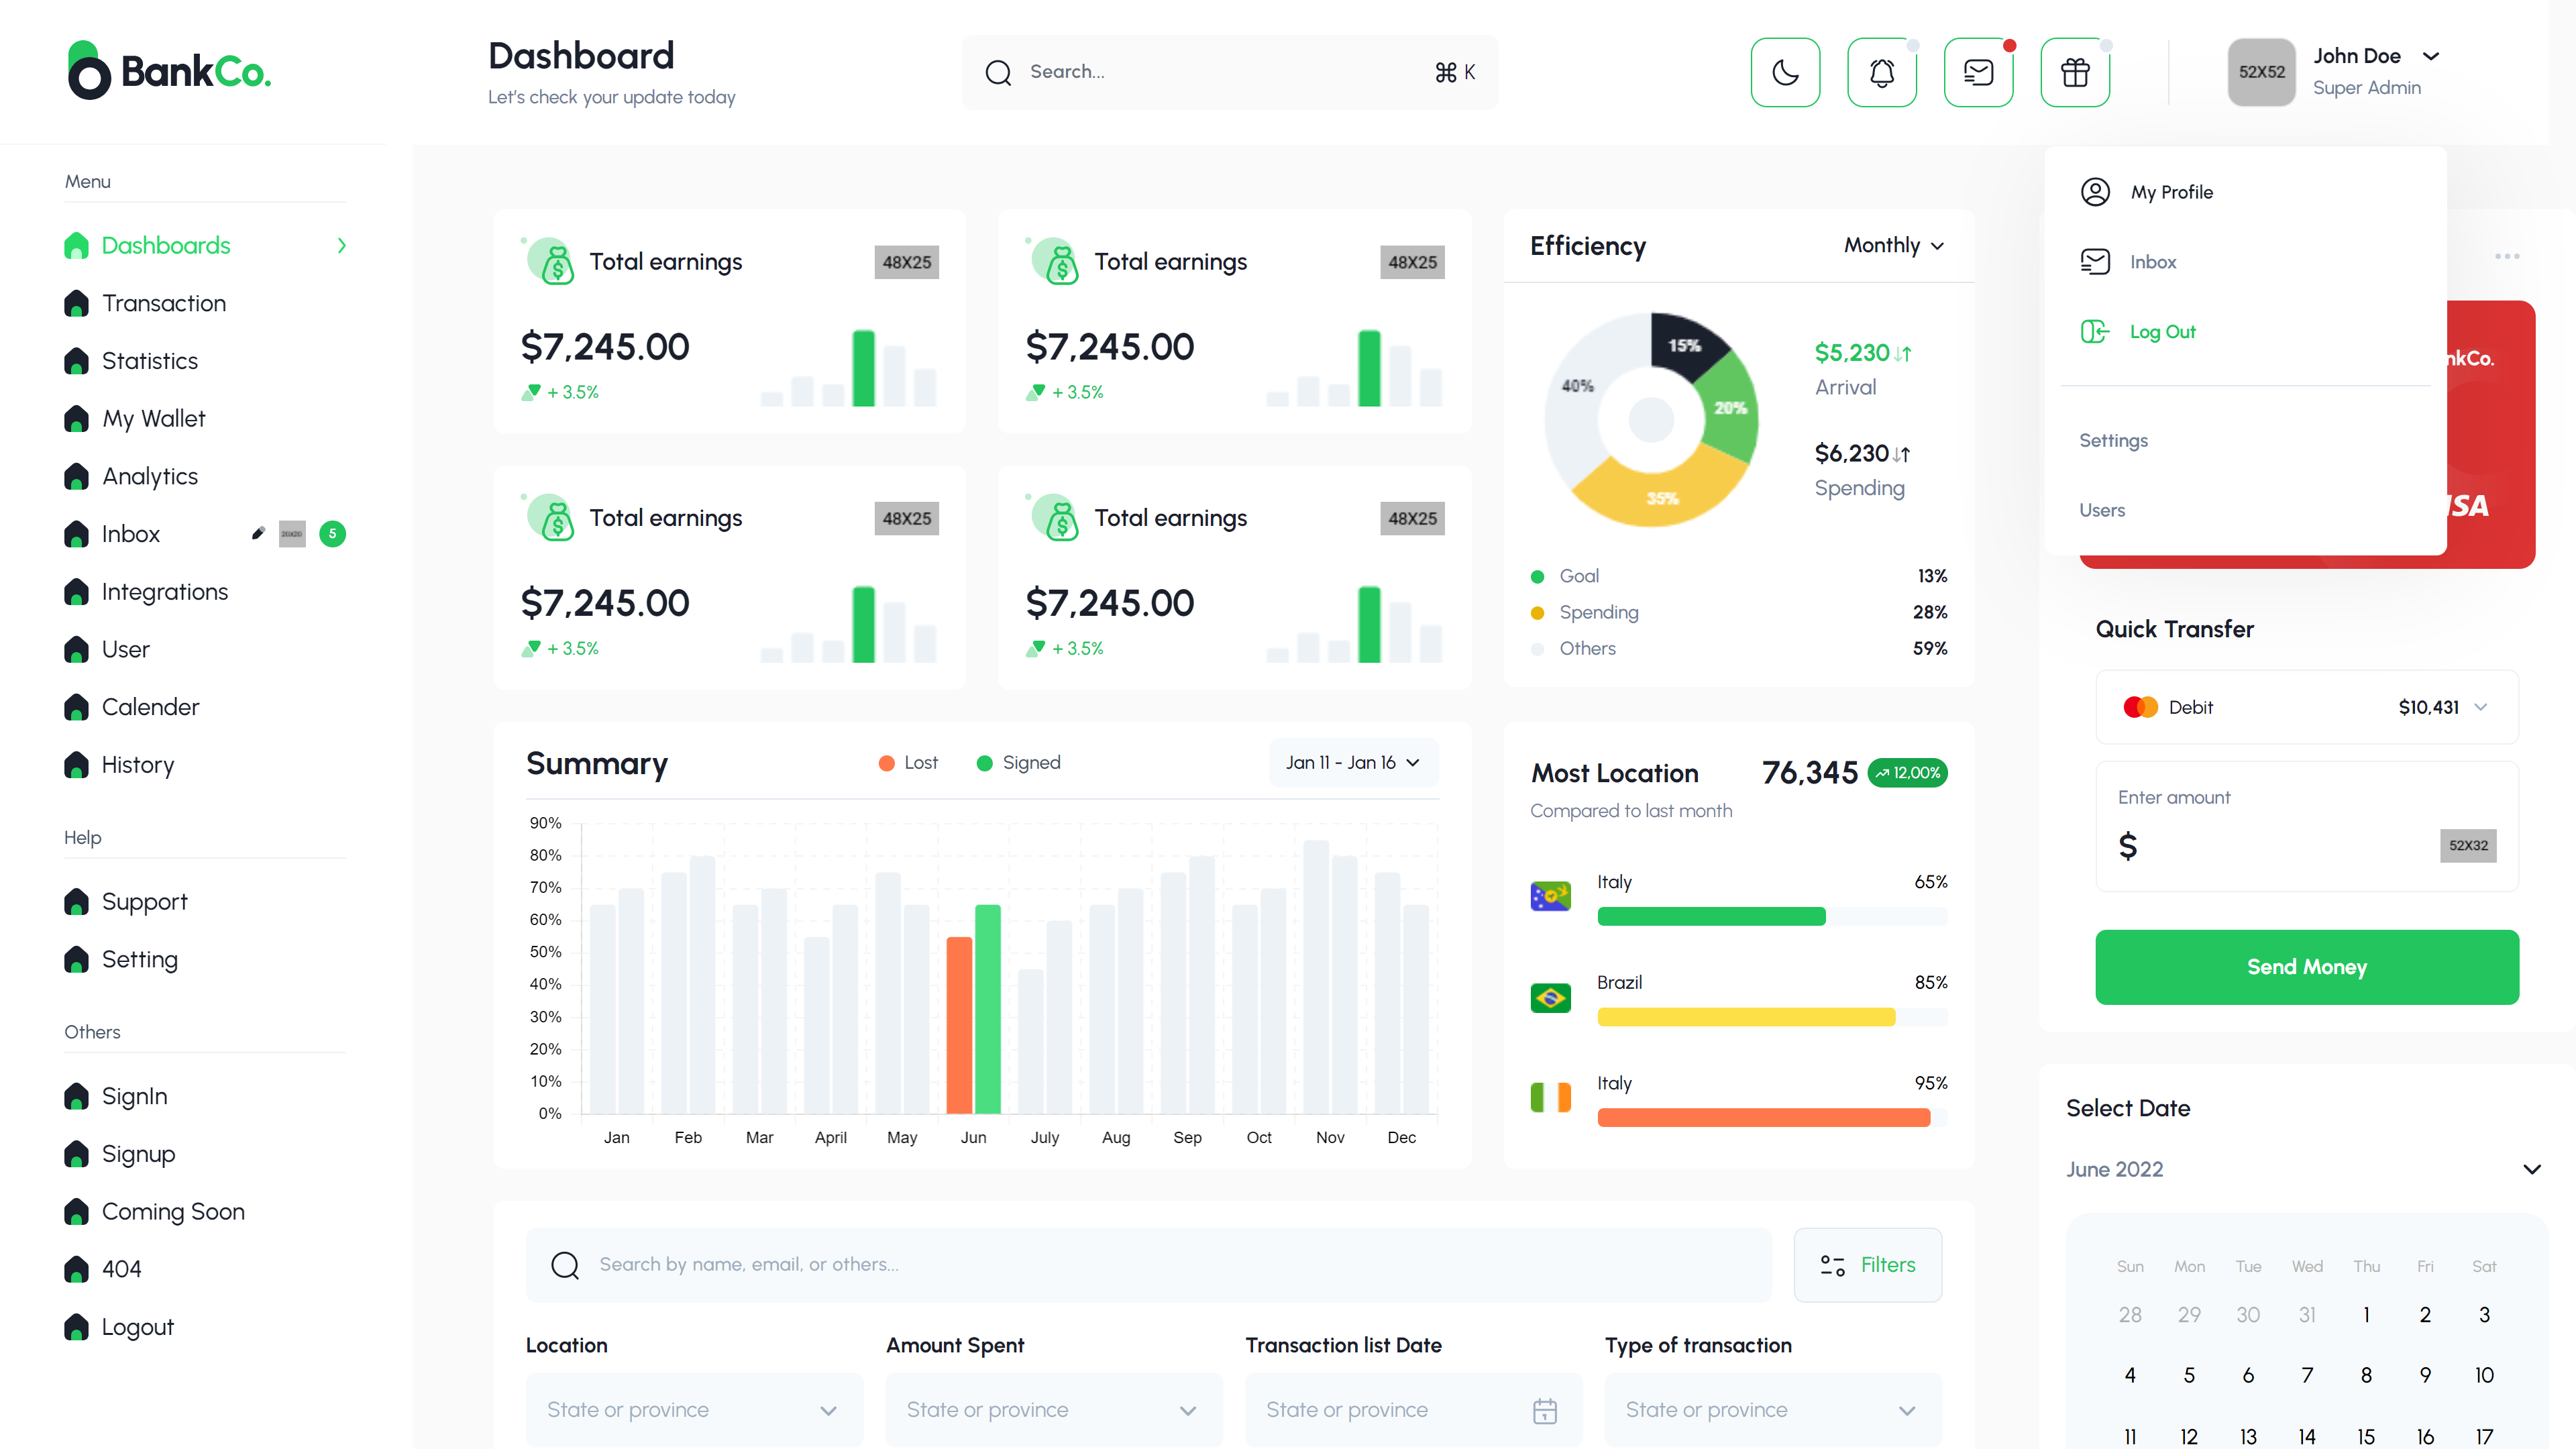 BankCo.
Dashboard
Let's check your update today
Search...
⌘ K
52X52
John Doe
Super Admin
Menu
Dashboards
Transaction
Statistics
My Wallet
Analytics
Inbox
20X20
5
Integrations
User
Calender
History
Help
Support
Setting
Others
SignIn
Signup
Coming Soon
404
Logout
Total earnings
48X25
$7,245.00
+ 3.5%
Total earnings
48X25
$7,245.00
+ 3.5%
Total earnings
48X25
$7,245.00
+ 3.5%
Total earnings
48X25
$7,245.00
+ 3.5%
Efficiency
Monthly
15%
20%
35%
40%
$5,230
Arrival
$6,230
Spending
Goal 13%
Spending 28%
Others 59%
My Profile
Inbox
Log Out
Settings
Users
nkCo.
ISA
Summary
Lost
Signed
Jan 11 - Jan 16
90%
80%
70%
60%
50%
40%
30%
20%
10%
0%
Jan Feb Mar April May Jun July Aug Sep Oct Nov Dec
Most Location
76,345
12,00%
Compared to last month
Italy 65%
Brazil 85%
Italy 95%
Quick Transfer
Debit $10,431
Enter amount
$
52X32
Send Money
Select Date
June 2022
Sun Mon Tue Wed Thu Fri Sat
28 29 30 31 1 2 3
4 5 6 7 8 9 10
11 12 13 14 15 16 17
Search by name, email, or others...
Filters
Location
State or province
Amount Spent
State or province
Transaction list Date
State or province
Type of transaction
State or province